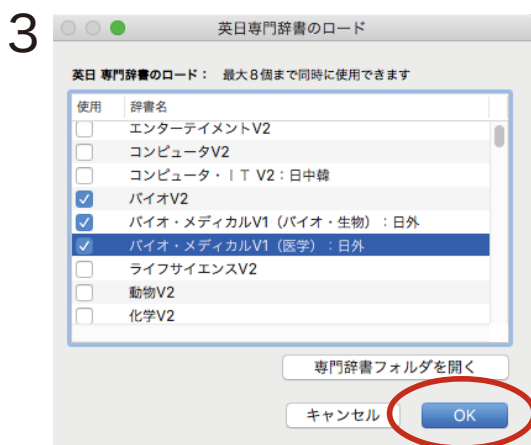 3
英日専門辞書のロード
英日 専門辞書のロード： 最大８個まで同時に使用できます
使用 辞書名
エンターテイメントV2
コンピュータV2
コンピュータ・ＩＴ V2：日中韓
バイオV2
バイオ・メディカルV1（バイオ・生物）：日外
バイオ・メディカルV1（医学）：日外
ライフサイエンスV2
動物V2
化学V2
専門辞書フォルダを開く
キャンセル OK